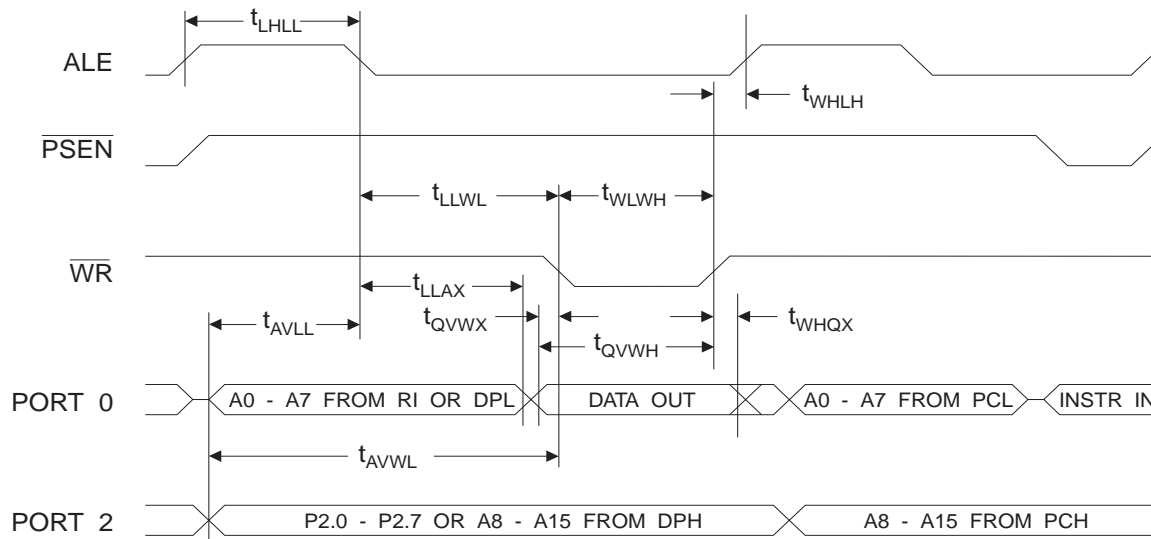 tLHLL
ALE
tWHLH
PSEN
tLLWL
tWLWH
WR
tLLAX
tQVWX
tWHQX
tAVLL
tQVWH
PORT 0
A0 - A7 FROM RI OR DPL
DATA OUT
A0 - A7 FROM PCL
INSTR IN
tAVWL
PORT 2
P2.0 - P2.7 OR A8 - A15 FROM DPH
A8 - A15 FROM PCH